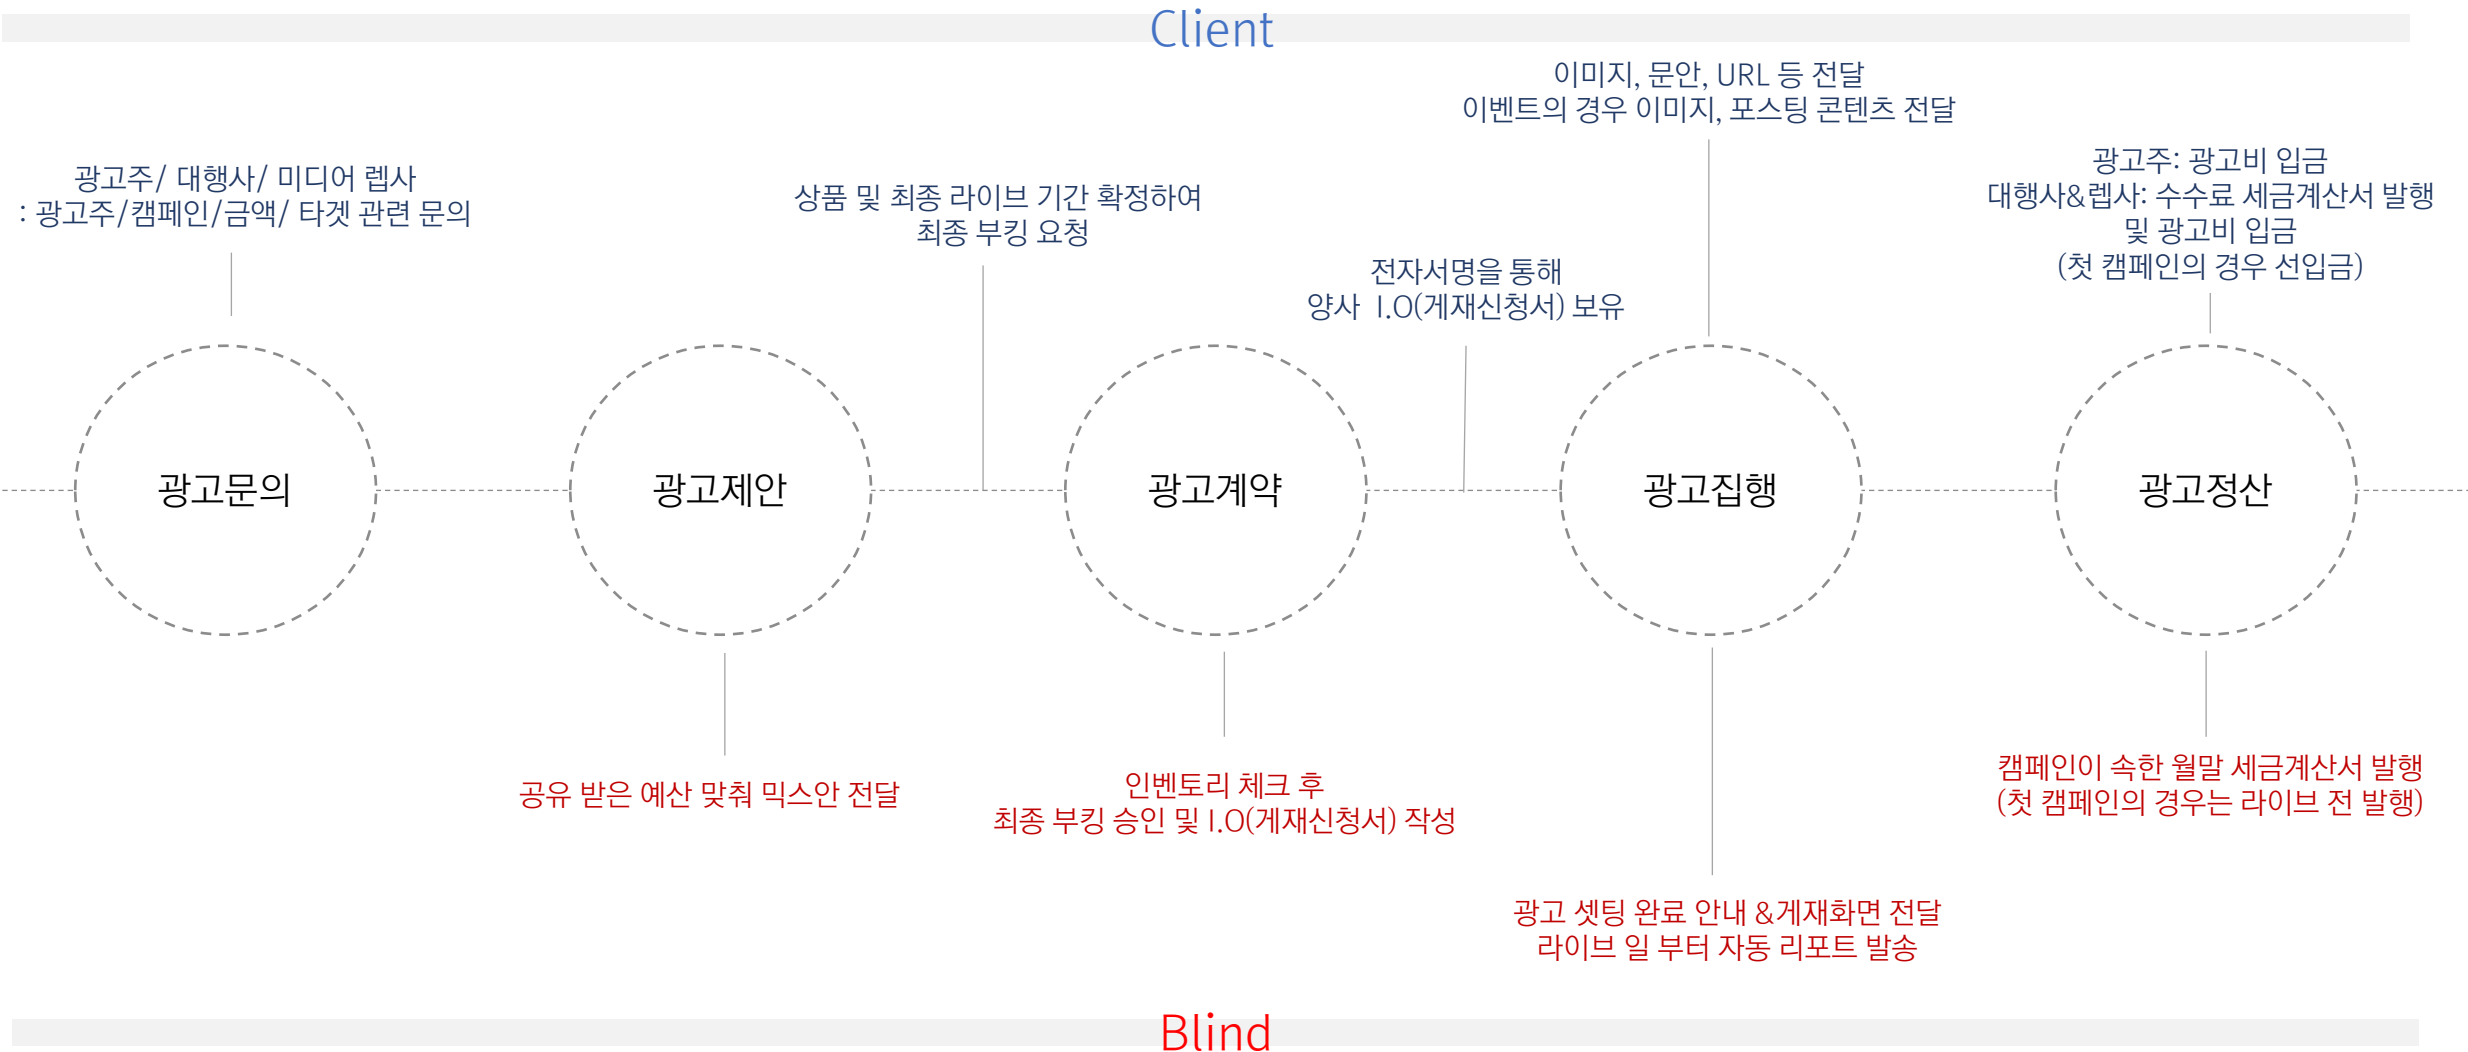 Client
이미지, 문안, URL 등 전달
이벤트의 경우 이미지, 포스팅 콘텐츠 전달
광고주/ 대행사/ 미디어 렙사
: 광고주/캠페인/금액/ 타겟 관련 문의
상품 및 최종 라이브 기간 확정하여
최종 부킹 요청
전자서명을 통해
양사 I.O(게재신청서) 보유
광고주: 광고비 입금
대행사&렙사: 수수료 세금계산서 발행
및 광고비 입금
(첫 캠페인의 경우 선입금)
광고문의
광고제안
광고계약
광고집행
광고정산
공유 받은 예산 맞춰 믹스안 전달
인벤토리 체크 후
최종 부킹 승인 및 I.O(게재신청서) 작성
광고 셋팅 완료 안내 &게재화면 전달
라이브 일 부터 자동 리포트 발송
캠페인이 속한 월말 세금계산서 발행
(첫 캠페인의 경우는 라이브 전 발행)
Blind